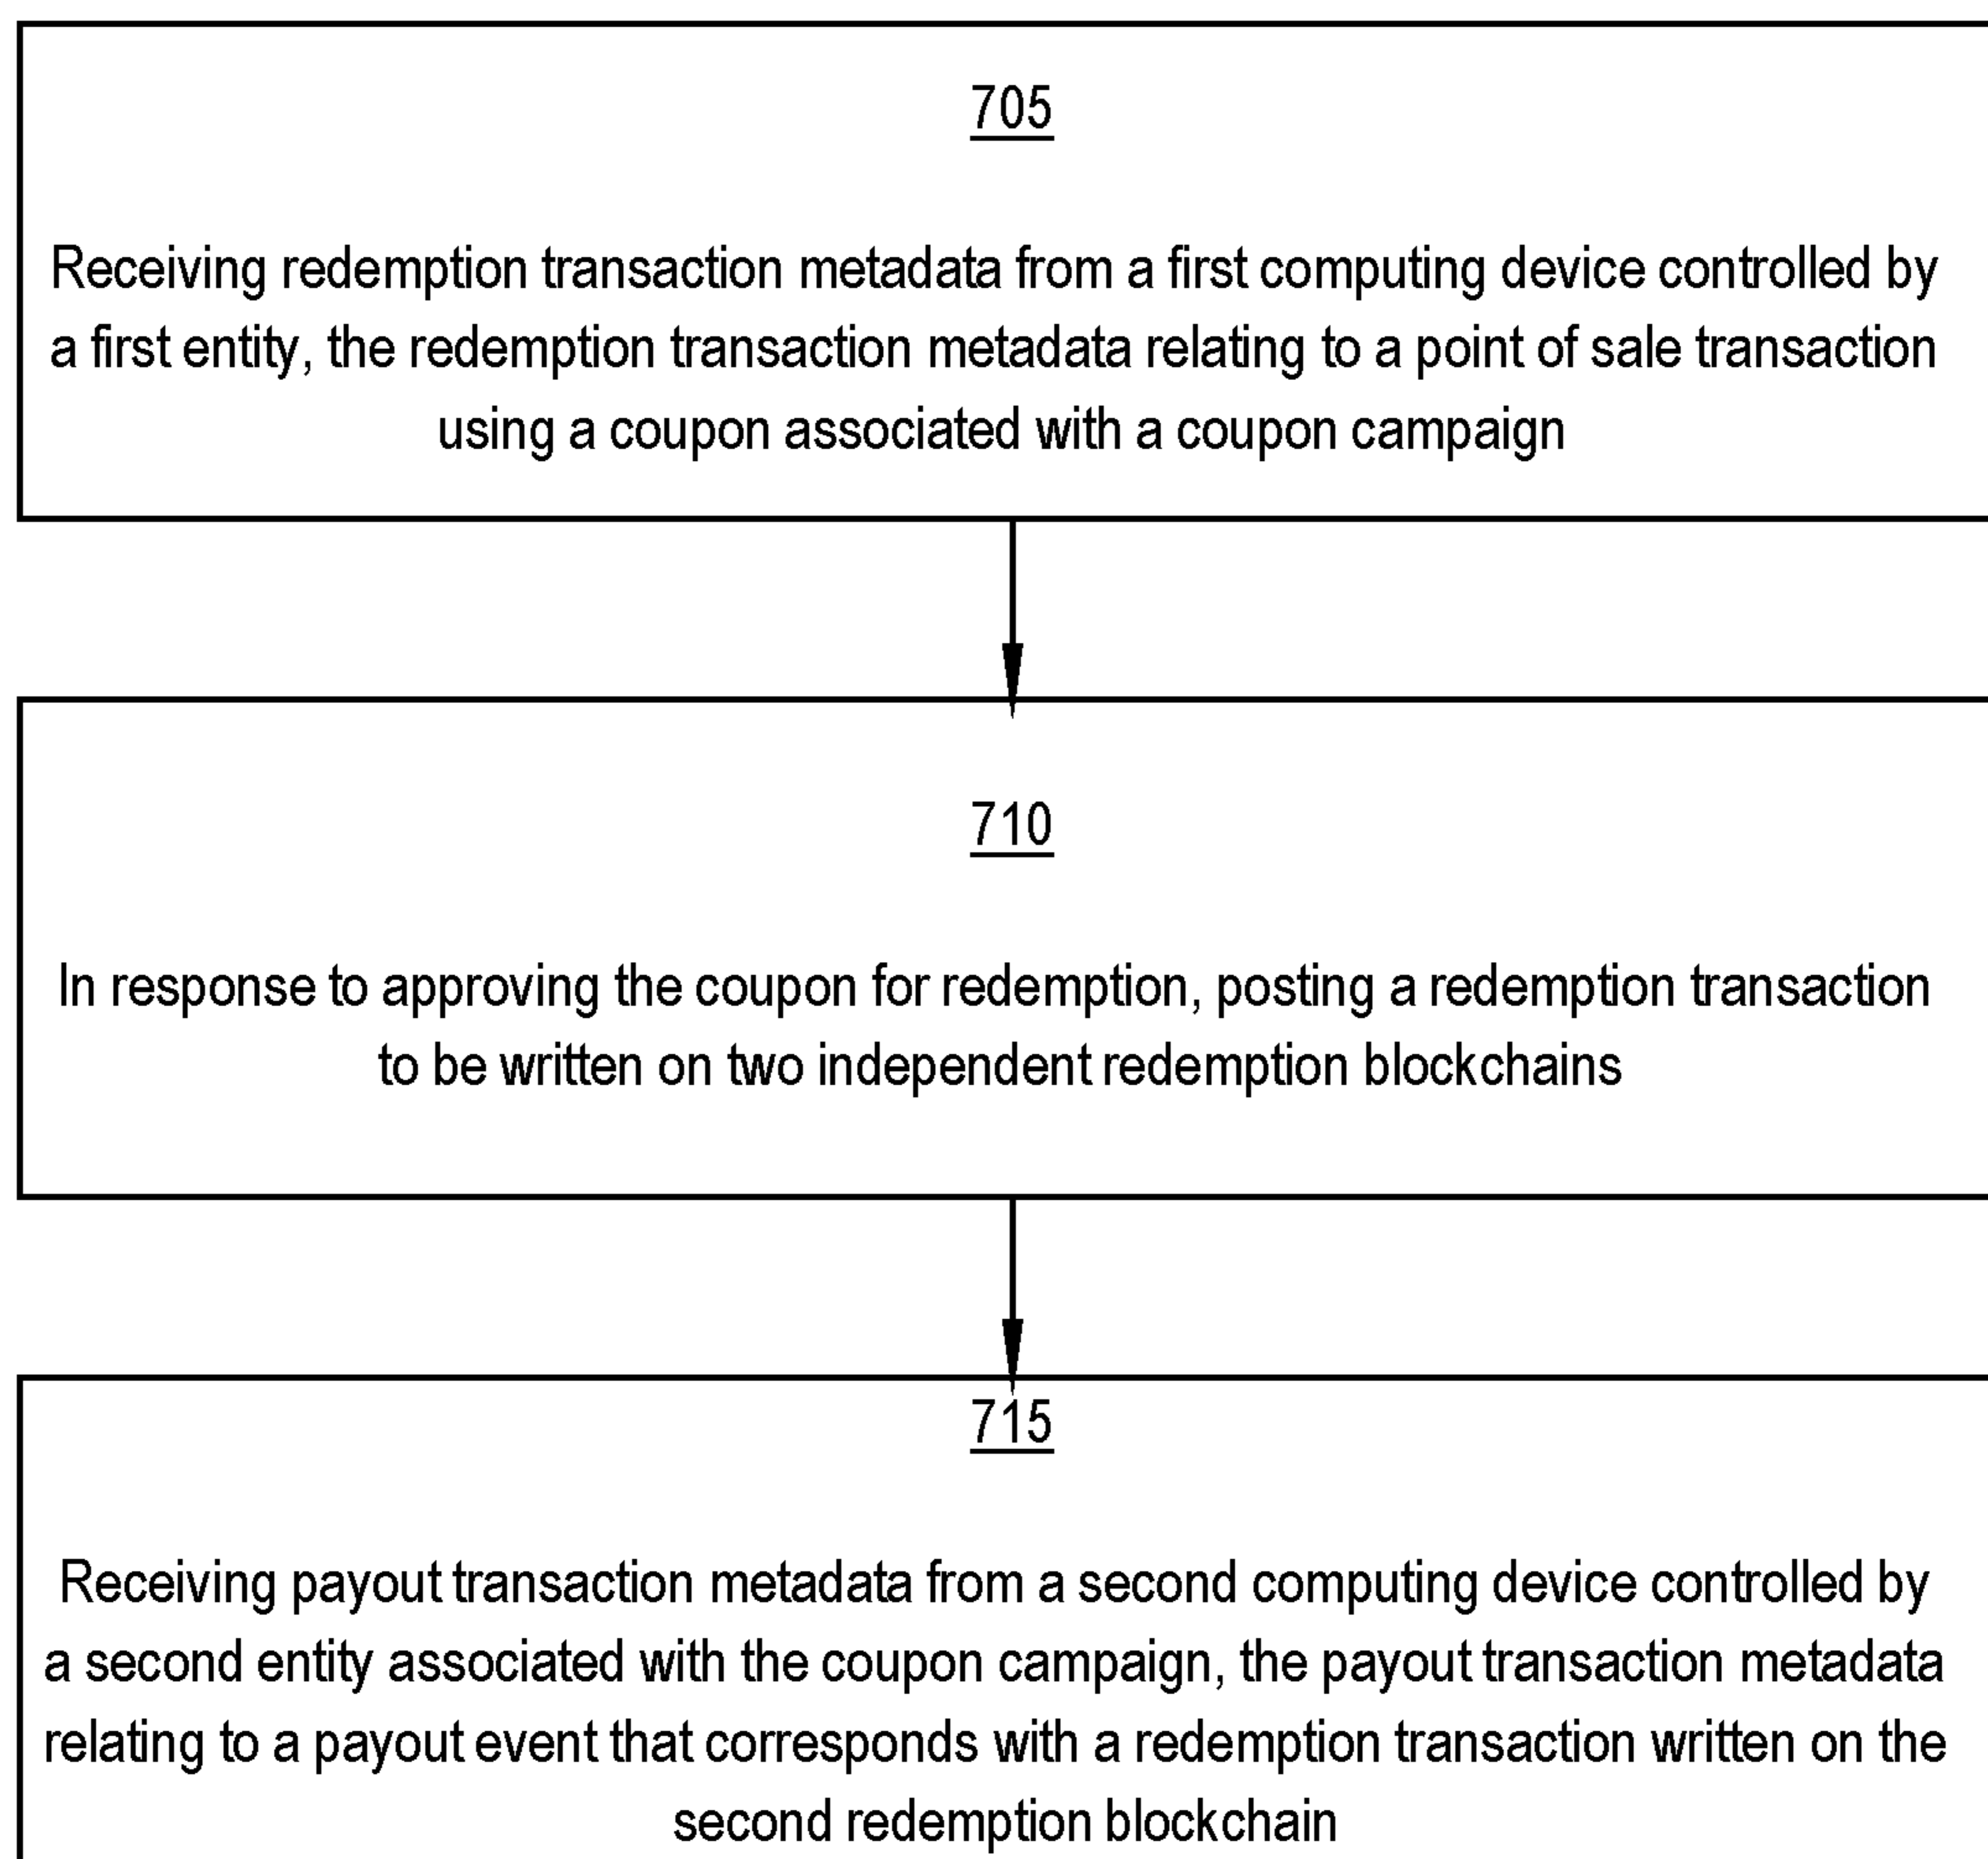 705
Receiving redemption transaction metadata from a first computing device controlled by
a first entity, the redemption transaction metadata relating to a point of sale transaction
using a coupon associated with a coupon campaign
710
In response to approving the coupon for redemption, posting a redemption transaction
to be written on two independent redemption blockchains
715
Receiving payout transaction metadata from a second computing device controlled by
a second entity associated with the coupon campaign, the payout transaction metadata
relating to a payout event that corresponds with a redemption transaction written on the
second redemption blockchain